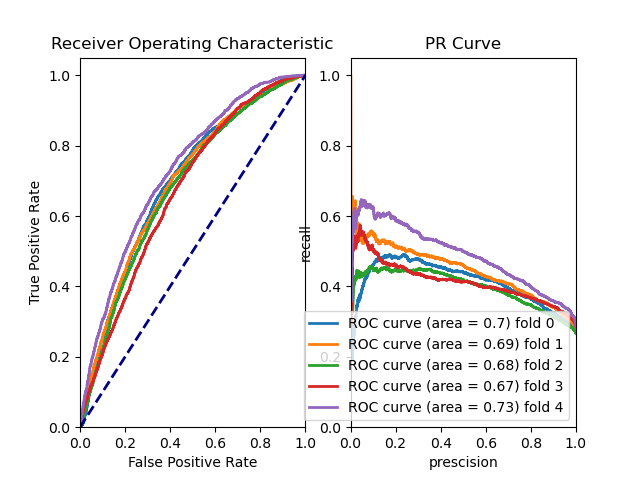 Receiver Operating Characteristic
PR Curve
True Positive Rate
1.0
0.8
0.6
0.4
0.2
0.0
0.0 0.2 0.4 0.6 0.8 1.0
False Positive Rate
recall
1.0
0.8
0.6
0.4
0.2
0.0
ROC curve (area = 0.7) fold 0
ROC curve (area = 0.69) fold 1
ROC curve (area = 0.68) fold 2
ROC curve (area = 0.67) fold 3
ROC curve (area = 0.73) fold 4
0.0 0.2 0.4 0.6 0.8 1.0
prescision